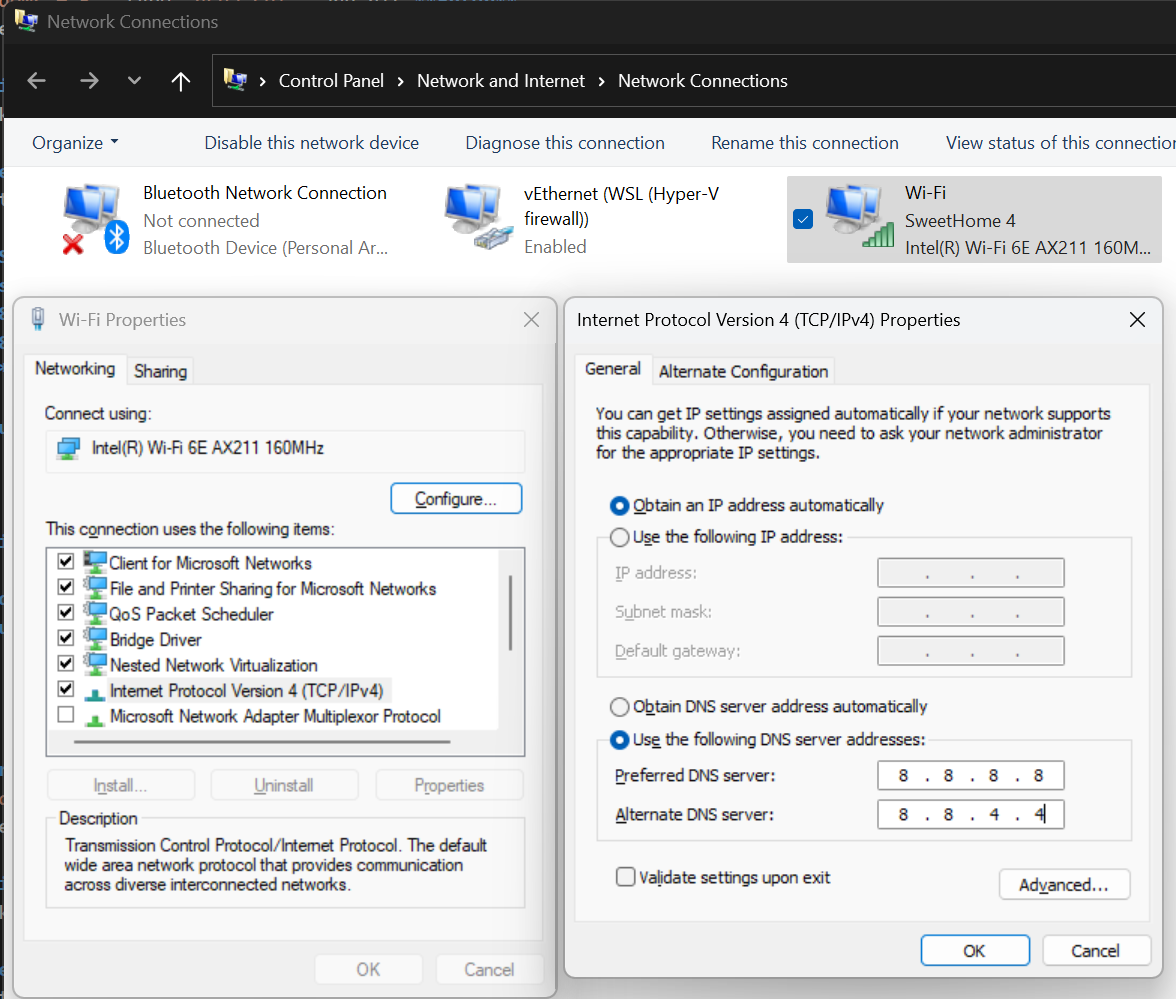 Network Connections
Control Panel > Network and Internet > Network Connections
Organize
Disable this network device
Diagnose this connection
Rename this connection
View status of this connection
Bluetooth Network Connection
Not connected
Bluetooth Device (Personal Ar...
vEthernet (WSL (Hyper-V
firewall))
Enabled
Wi-Fi
SweetHome 4
Intel(R) Wi-Fi 6E AX211 160M...
Wi-Fi Properties
Networking
Sharing
Connect using:
Intel(R) Wi-Fi 6E AX211 160MHz
Configure...
This connection uses the following items:
Client for Microsoft Networks
File and Printer Sharing for Microsoft Networks
QoS Packet Scheduler
Bridge Driver
Nested Network Virtualization
Internet Protocol Version 4 (TCP/IPv4)
Microsoft Network Adapter Multiplexor Protocol
Install...
Uninstall
Properties
Description
Transmission Control Protocol/Internet Protocol. The default
wide area network protocol that provides communication
across diverse interconnected networks.
OK
Cancel
Internet Protocol Version 4 (TCP/IPv4) Properties
General
Alternate Configuration
You can get IP settings assigned automatically if your network supports
this capability. Otherwise, you need to ask your network administrator
for the appropriate IP settings.
Obtain an IP address automatically
Use the following IP address:
IP address:
Subnet mask:
Default gateway:
Obtain DNS server address automatically
Use the following DNS server addresses:
Preferred DNS server: 8 . 8 . 8 . 8
Alternate DNS server: 8 . 8 . 4 . 4
Validate settings upon exit
Advanced...
OK
Cancel